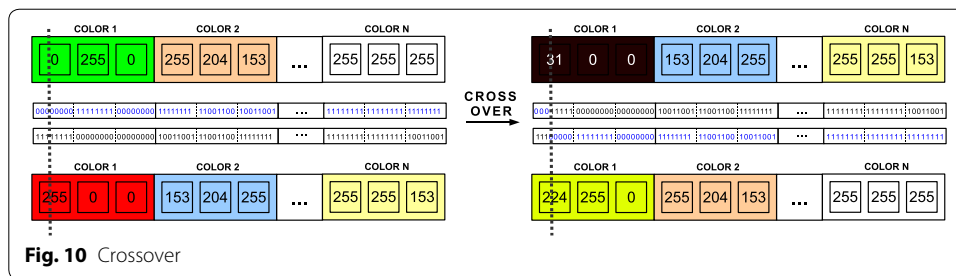 COLOR 1 COLOR 2 COLOR N COLOR 1 COLOR 2 COLOR N
0 255 0 255 204 153 ... 255 255 255 31 0 0 153 204 255 ... 255 255 153
00000000 11111111 00000000 11111111 11001100 10011001 ... 11111111 11111111 11111111 CROSS 00011111 00000000 00000000 10011001 11001100 11111111 ... 11111111 11111111 10011001
11111111 00000000 00000000 10011001 11001100 11111111 ... 11111111 11111111 10011001 OVER 11100000 11111111 00000000 11111111 11001100 10011001 ... 11111111 11111111 11111111
COLOR 1 COLOR 2 COLOR N COLOR 1 COLOR 2 COLOR N
255 0 0 153 204 255 ... 255 255 153 224 255 0 255 204 153 ... 255 255 255
Fig. 10 Crossover